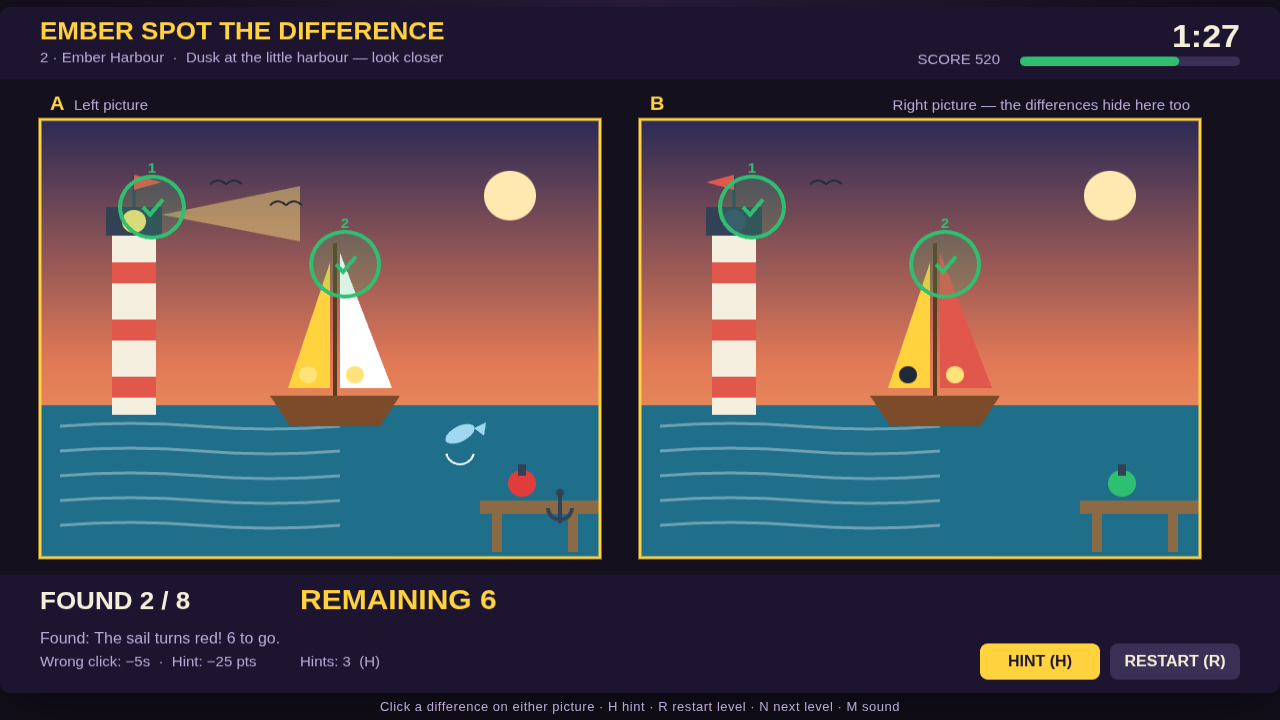 EMBER SPOT THE DIFFERENCE
2 · Ember Harbour · Dusk at the little harbour — look closer
1:27
SCORE 520
A Left picture
B Right picture — the differences hide here too
1
2
1
2
FOUND 2 / 8
REMAINING 6
Found: The sail turns red! 6 to go.
Wrong click: −5s · Hint: −25 pts
Hints: 3 (H)
HINT (H)
RESTART (R)
Click a difference on either picture · H hint · R restart level · N next level · M sound